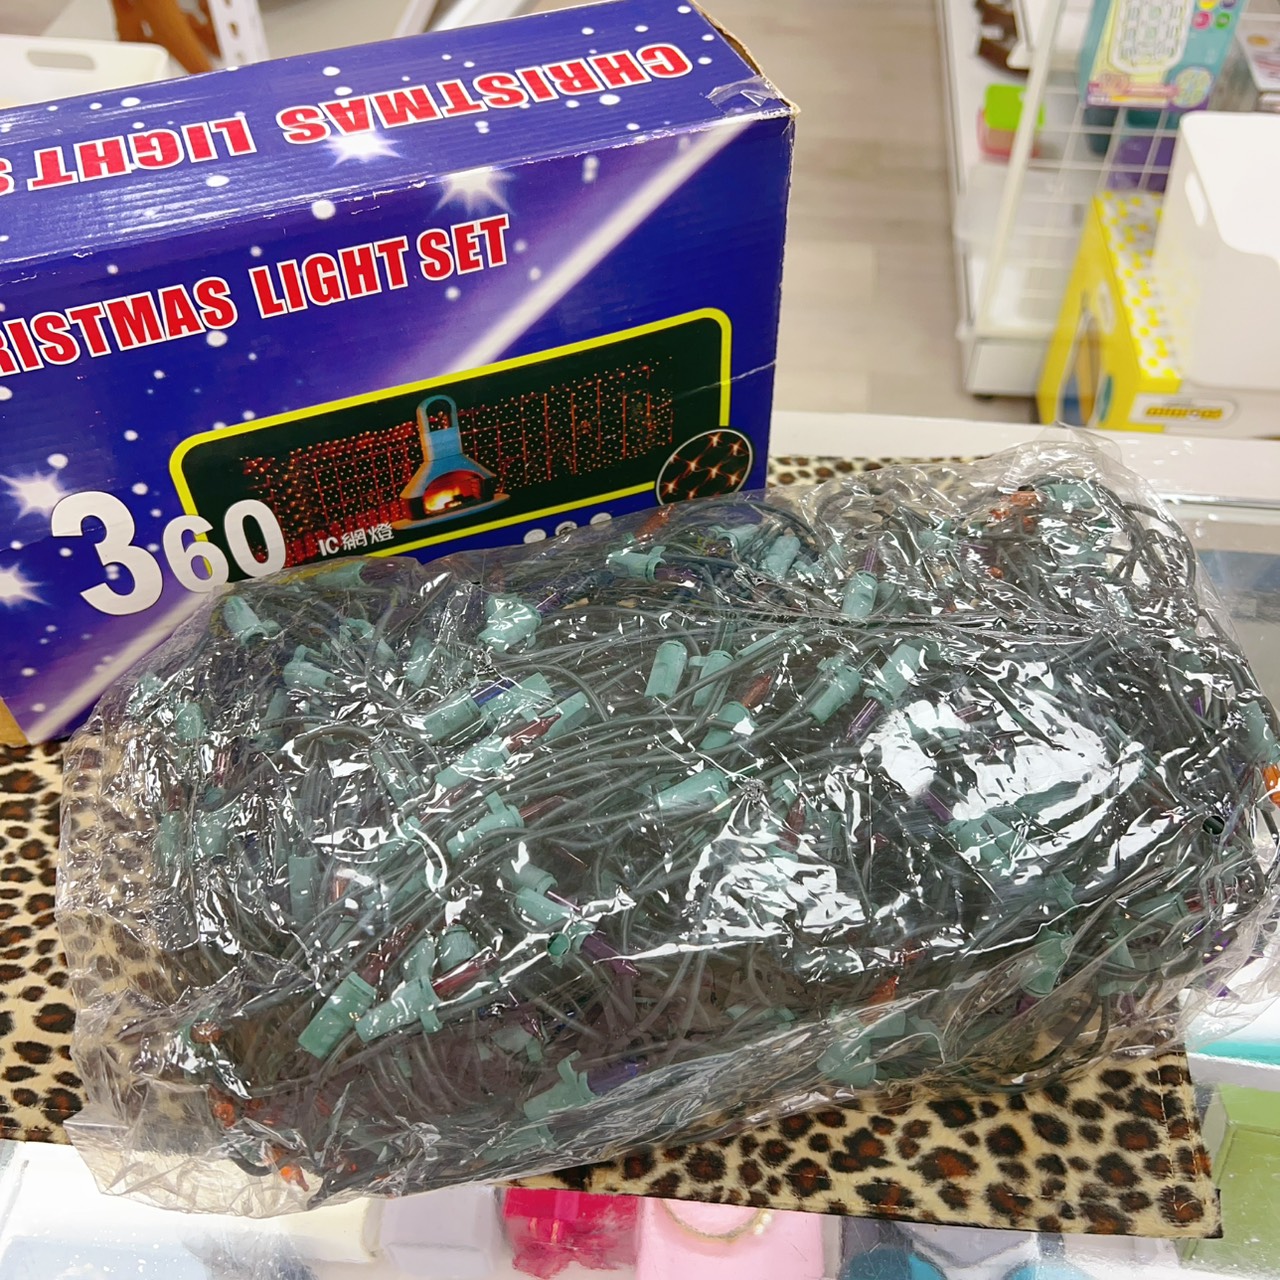 CHRISTMAS LIGHT S
RISTMAS LIGHT SET
360
IC網燈